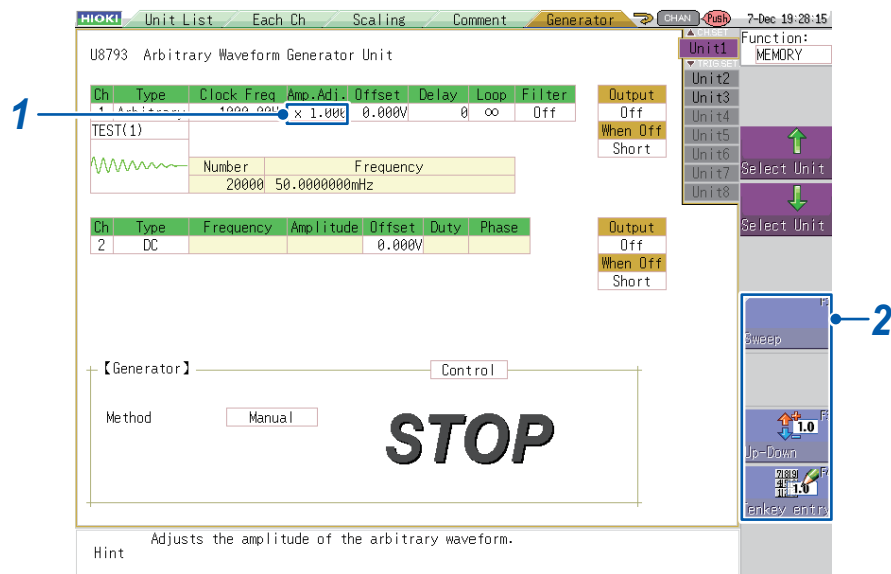 HIOKI Unit List Each Ch Scaling Comment Generator CHAN Push 7-Dec 19:28:15
U8793 Arbitrary Waveform Generator Unit
CH.SET
Unit1
TRIG.SET
Unit2
Unit3
Unit4
Unit5
Unit6
Unit7
Unit8
Function:
MEMORY
Select Unit
Select Unit
Ch Type Clock Freq Amp.Adj. Offset Delay Loop Filter
1 Arbitrary 1000.00H x 1.000 0.000V 0 ∞ Off
TEST(1)
Number Frequency
20000 50.0000000mHz
Output
Off
When Off
Short
1
Ch Type Frequency Amplitude Offset Duty Phase
2 DC 0.000V
Output
Off
When Off
Short
2
Sweep
1.0
Up-Down
1.0
Tenkey entry
【Generator】
Control
Method Manual
STOP
Hint Adjusts the amplitude of the arbitrary waveform.